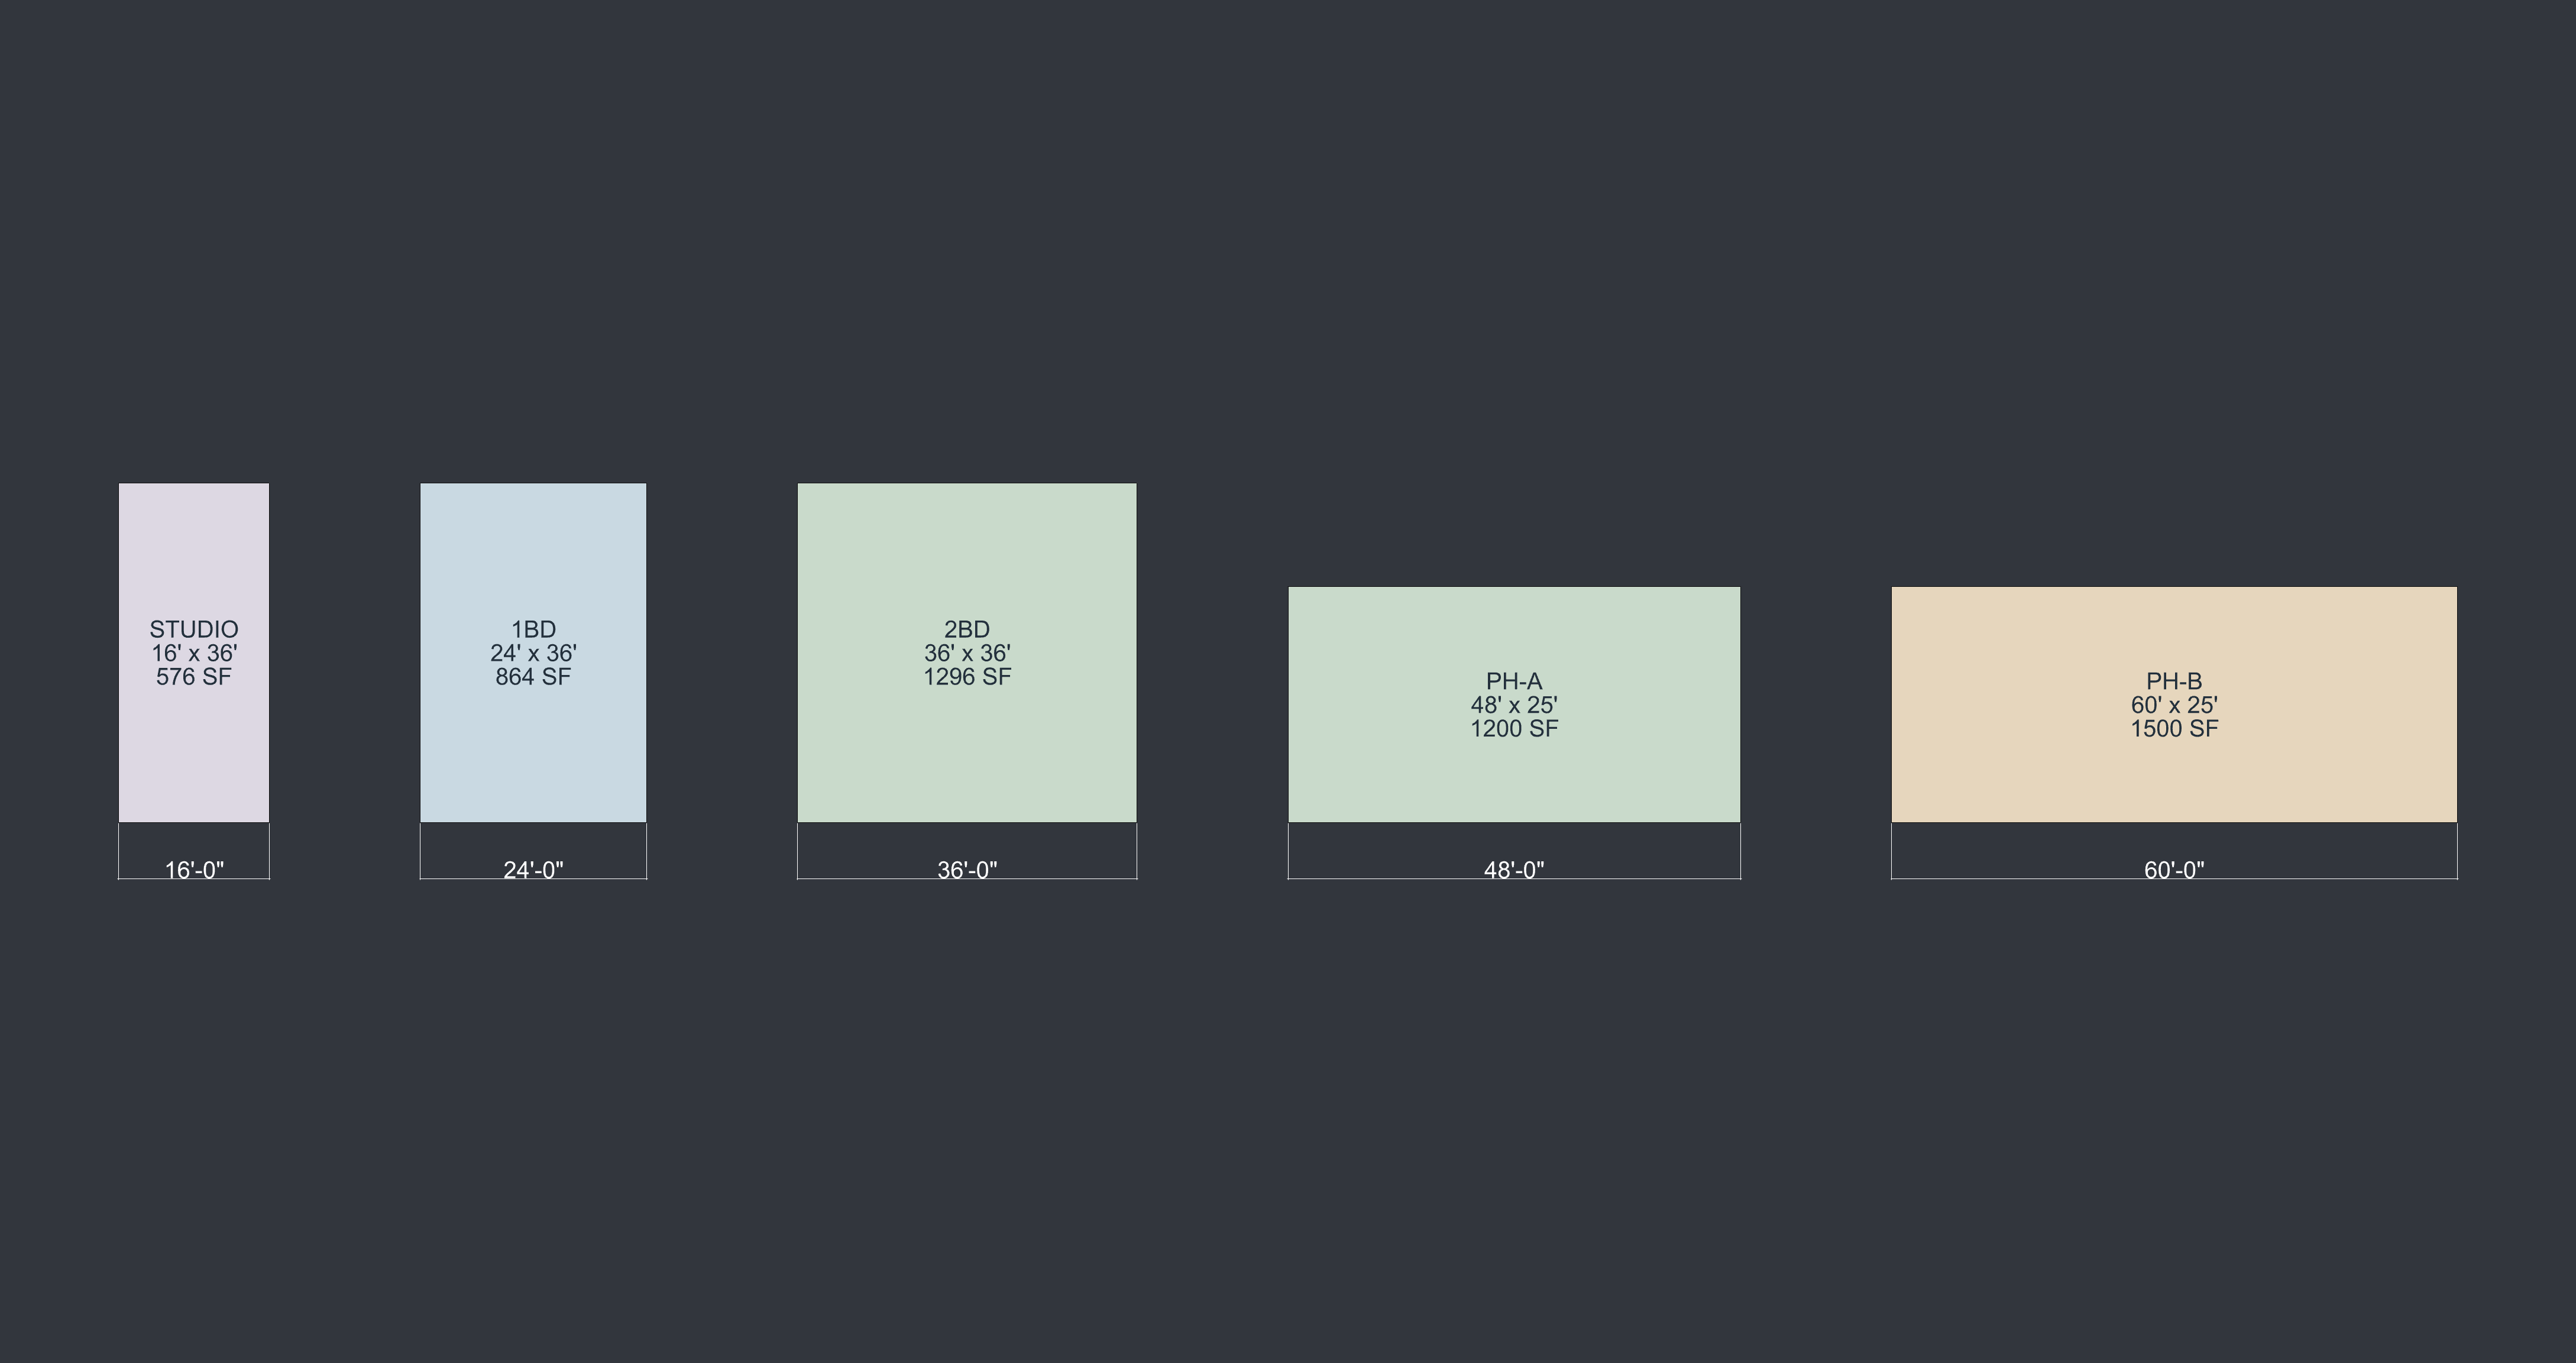 STUDIO
16' x 36'
576 SF
1BD
24' x 36'
864 SF
2BD
36' x 36'
1296 SF
PH-A
48' x 25'
1200 SF
PH-B
60' x 25'
1500 SF
16'-0"
24'-0"
36'-0"
48'-0"
60'-0"